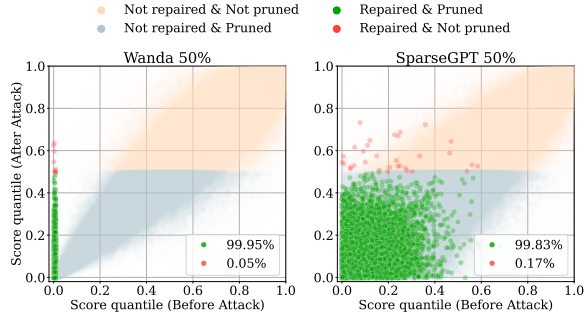 Not repaired & Not pruned
Repaired & Pruned
Not repaired & Pruned
Repaired & Not pruned
Wanda 50%
SparseGPT 50%
Score quantile (After Attack)
1.0
0.8
0.6
0.4
0.2
0.0
99.95%
0.05%
0.0 0.2 0.4 0.6 0.8 1.0
Score quantile (Before Attack)
1.0
0.8
0.6
0.4
0.2
0.0
99.83%
0.17%
0.0 0.2 0.4 0.6 0.8 1.0
Score quantile (Before Attack)